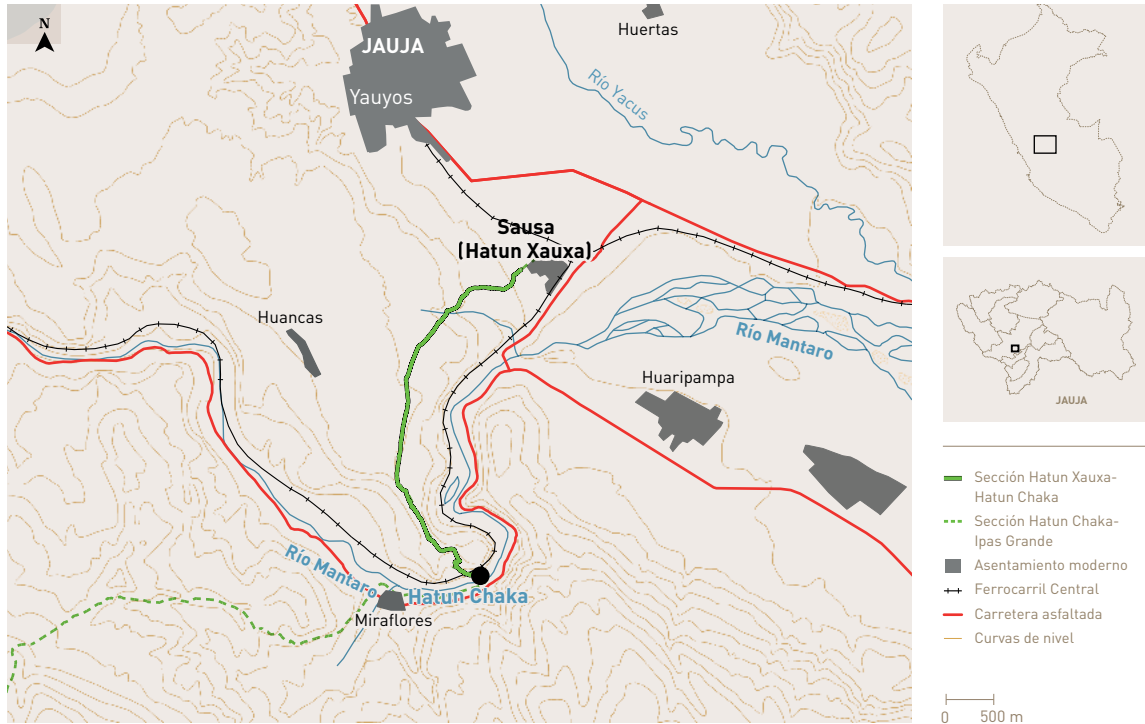 N
JAUJA
Yauyos
Huertas
Río Yacus
Sausa
(Hatun Xauxa)
Huancas
Río Mantaro
Huaripampa
Río Mantaro
Hatun Chaka
Miraflores
JAUJA
Sección Hatun Xauxa-
Hatun Chaka
Sección Hatun Chaka-
Ipas Grande
Asentamiento moderno
Ferrocarril Central
Carretera asfaltada
Curvas de nivel
0 500 m